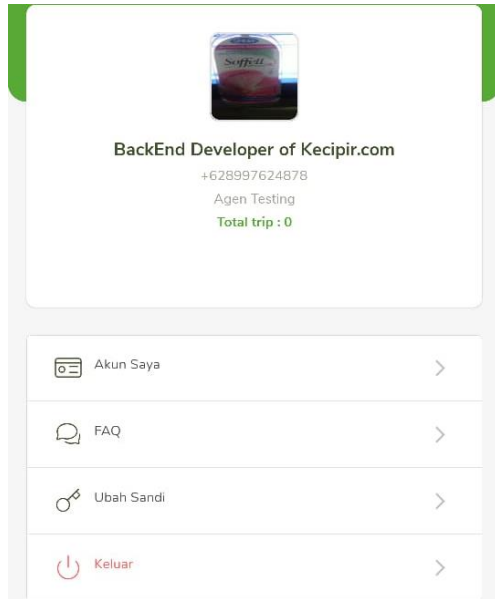 Soffell
BackEnd Developer of Kecipir.com
+628997624878
Agen Testing
Total trip : 0
Akun Saya
FAQ
Ubah Sandi
Keluar